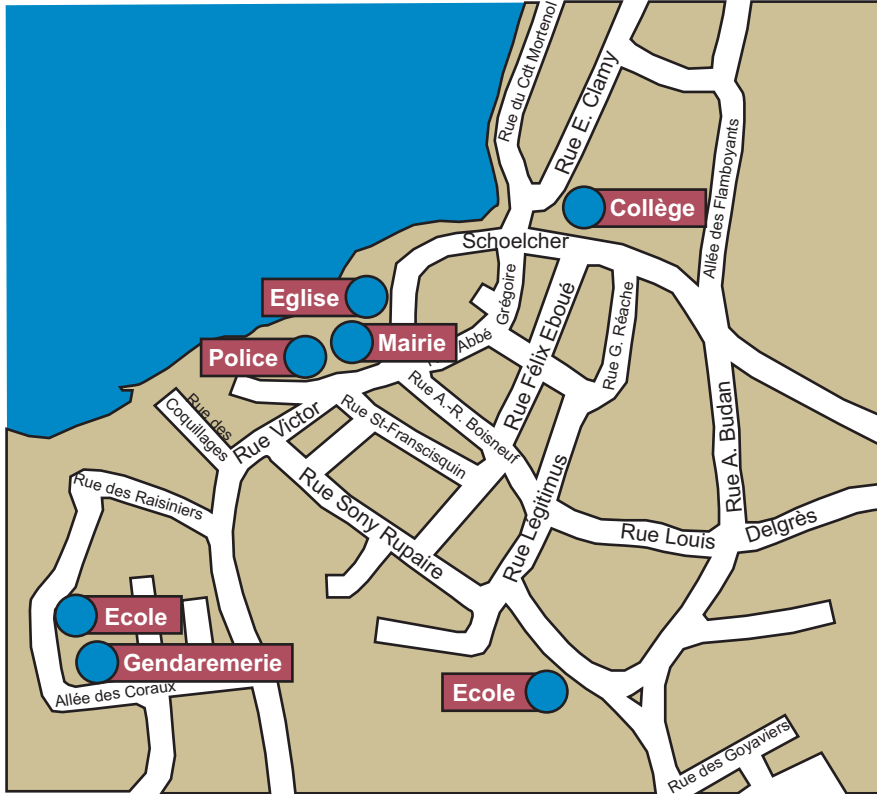 Rue du Cdt Mortenol
Rue E. Clamy
Allée des Flamboyants
Collège
Schoelcher
Grégoire
Eglise
Rue G. Réache
Mairie
Abbé
Police
Rue Félix Eboué
Rue A.-R. Boisneuf
Rue des
Coquillages
Rue Victor
Rue St-Franscisquin
Rue A. Budan
Rue des Raisiniers
Rue Sony Rupaire
Rue Légitimus
Rue Louis
Delgrès
Ecole
Gendaremerie
Allée des Coraux
Ecole
Rue des Goyaviers